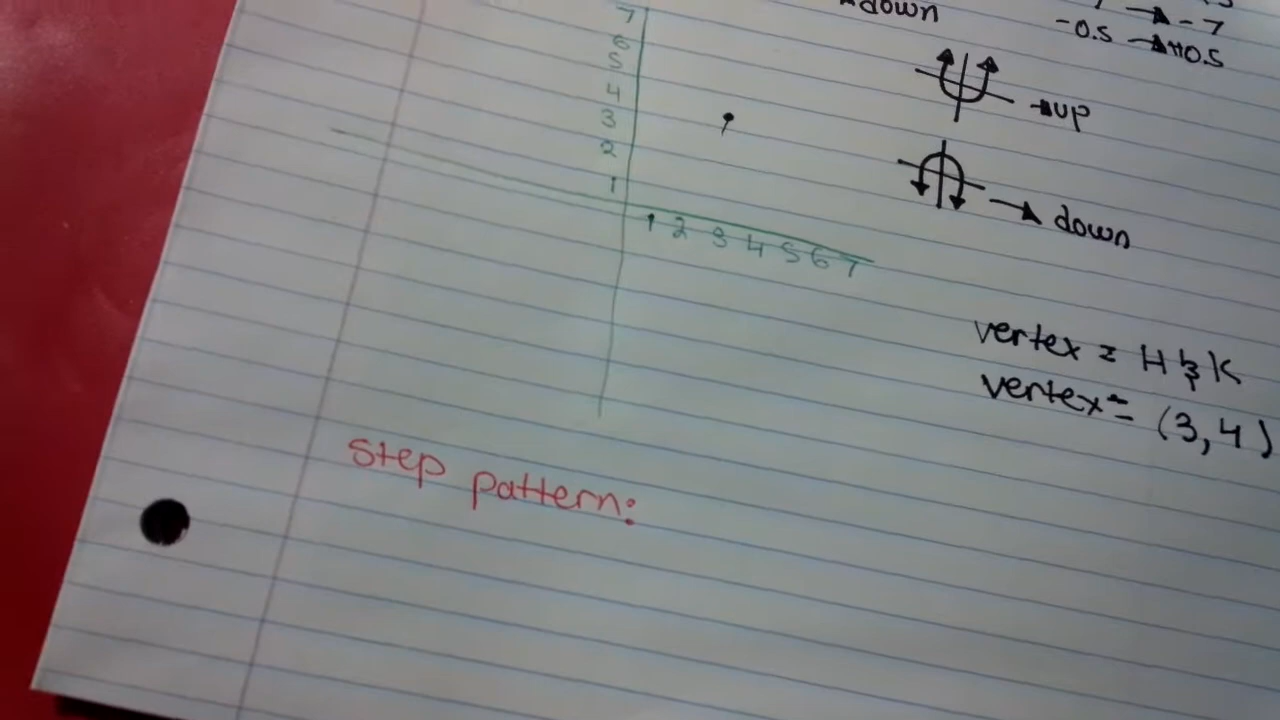 down
-7
-0.5 → +0.5
→ up
→ down
7
6
5
4
3
2
1
1 2 3 4 5 6 7
vertex = H & K
vertex = (3,4)
Step pattern: